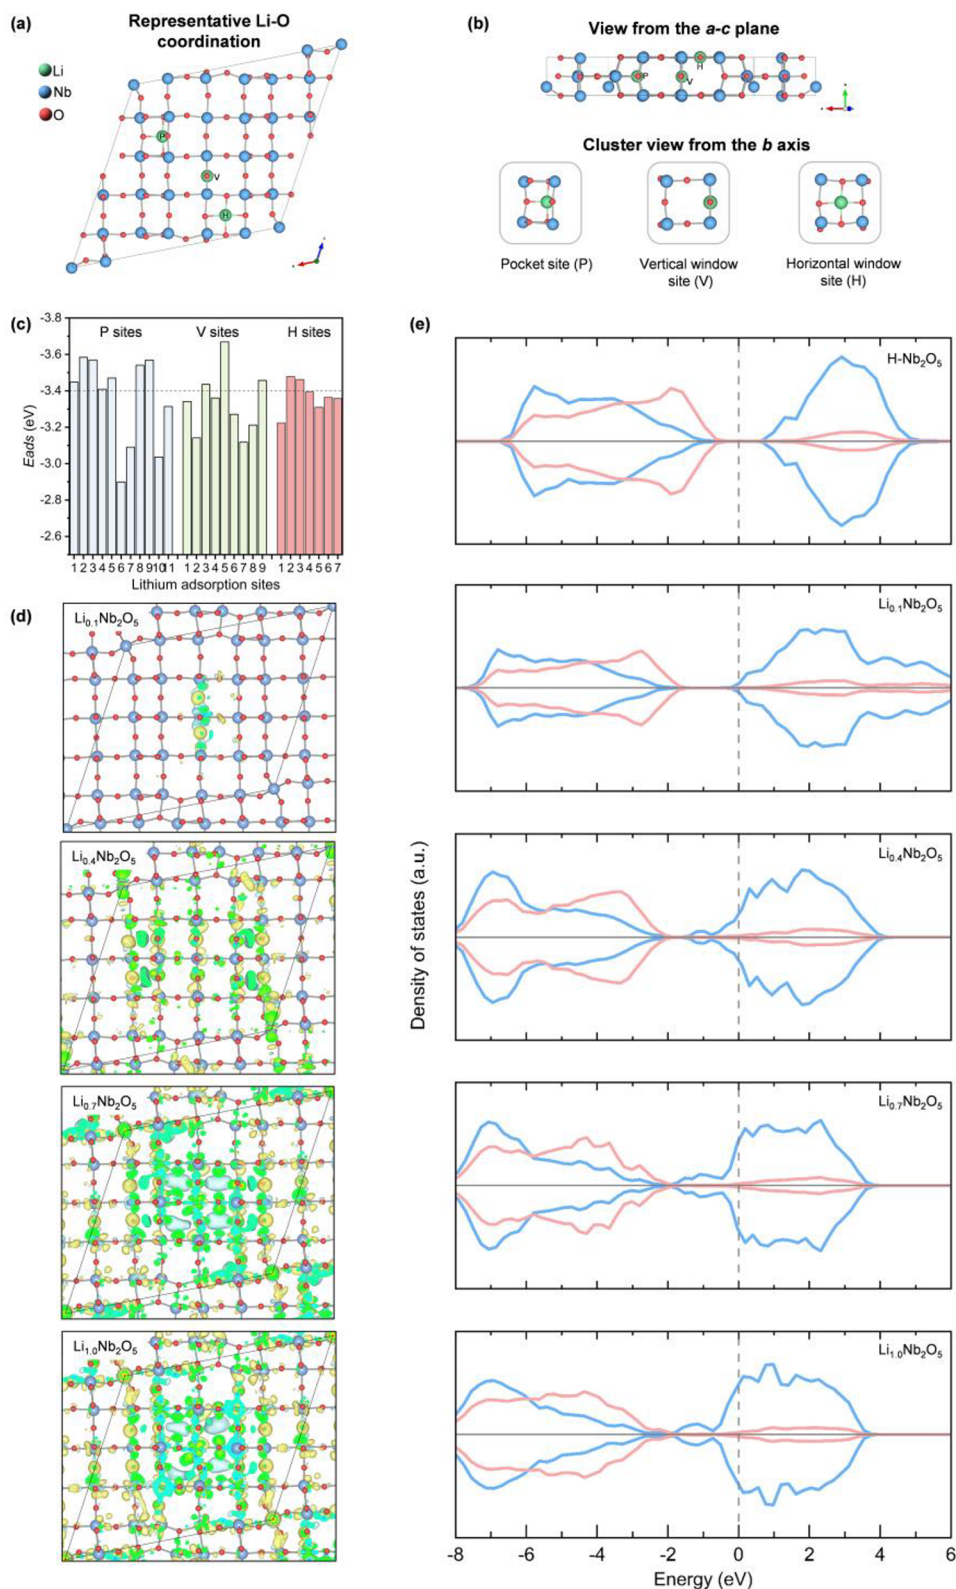 (a)
Representative Li-O
coordination
Li
Nb
O
P
V
H
(b)
View from the a-c plane
P
V
H
Cluster view from the b axis
Pocket site (P)
Vertical window
site (V)
Horizontal window
site (H)
(c)
-3.8
-3.6
-3.4
-3.2
-3.0
-2.8
-2.6
Eads (eV)
P sites
V sites
H sites
1 2 3 4 5 6 7 8 9 10 11 1 2 3 4 5 6 7 8 9 1 2 3 4 5 6 7
Lithium adsorption sites
(d)
Li₀.₁Nb₂O₅
Li₀.₄Nb₂O₅
Li₀.₇Nb₂O₅
Li₁.₀Nb₂O₅
(e)
H-Nb₂O₅
Li₀.₁Nb₂O₅
Li₀.₄Nb₂O₅
Li₀.₇Nb₂O₅
Li₁.₀Nb₂O₅
Density of states (a.u.)
-8 -6 -4 -2 0 2 4 6
Energy (eV)